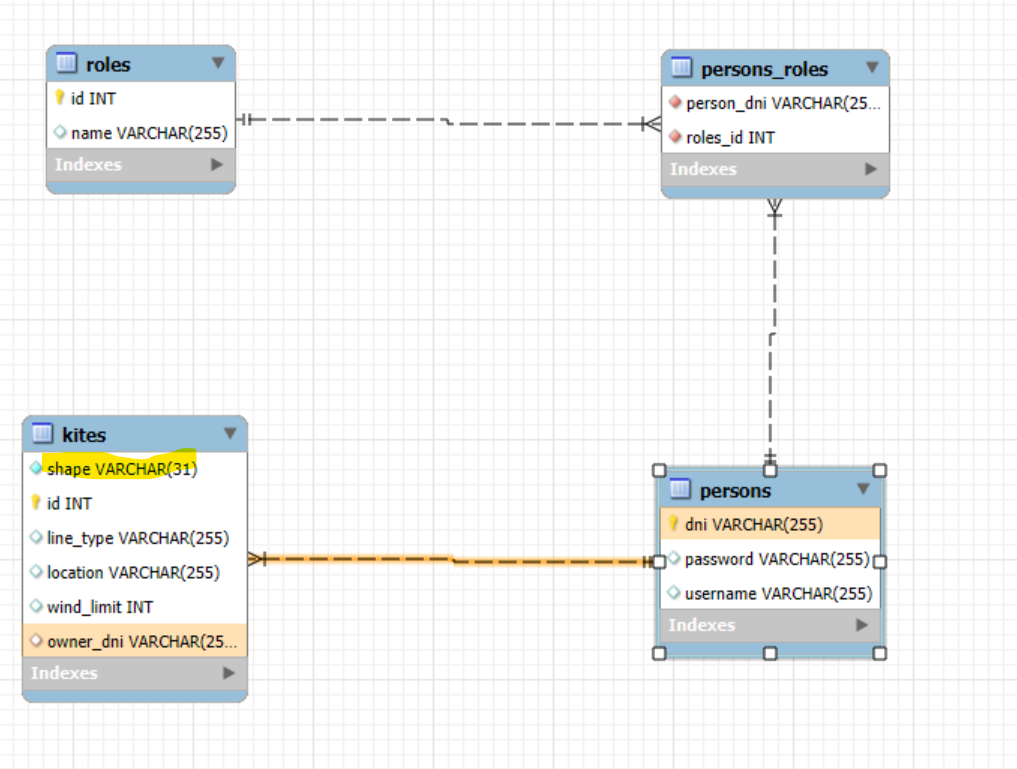 roles
id INT
name VARCHAR(255)
Indexes
persons_roles
person_dni VARCHAR(25...
roles_id INT
Indexes
kites
shape VARCHAR(31)
id INT
line_type VARCHAR(255)
location VARCHAR(255)
wind_limit INT
owner_dni VARCHAR(25...
Indexes
persons
dni VARCHAR(255)
password VARCHAR(255)
username VARCHAR(255)
Indexes